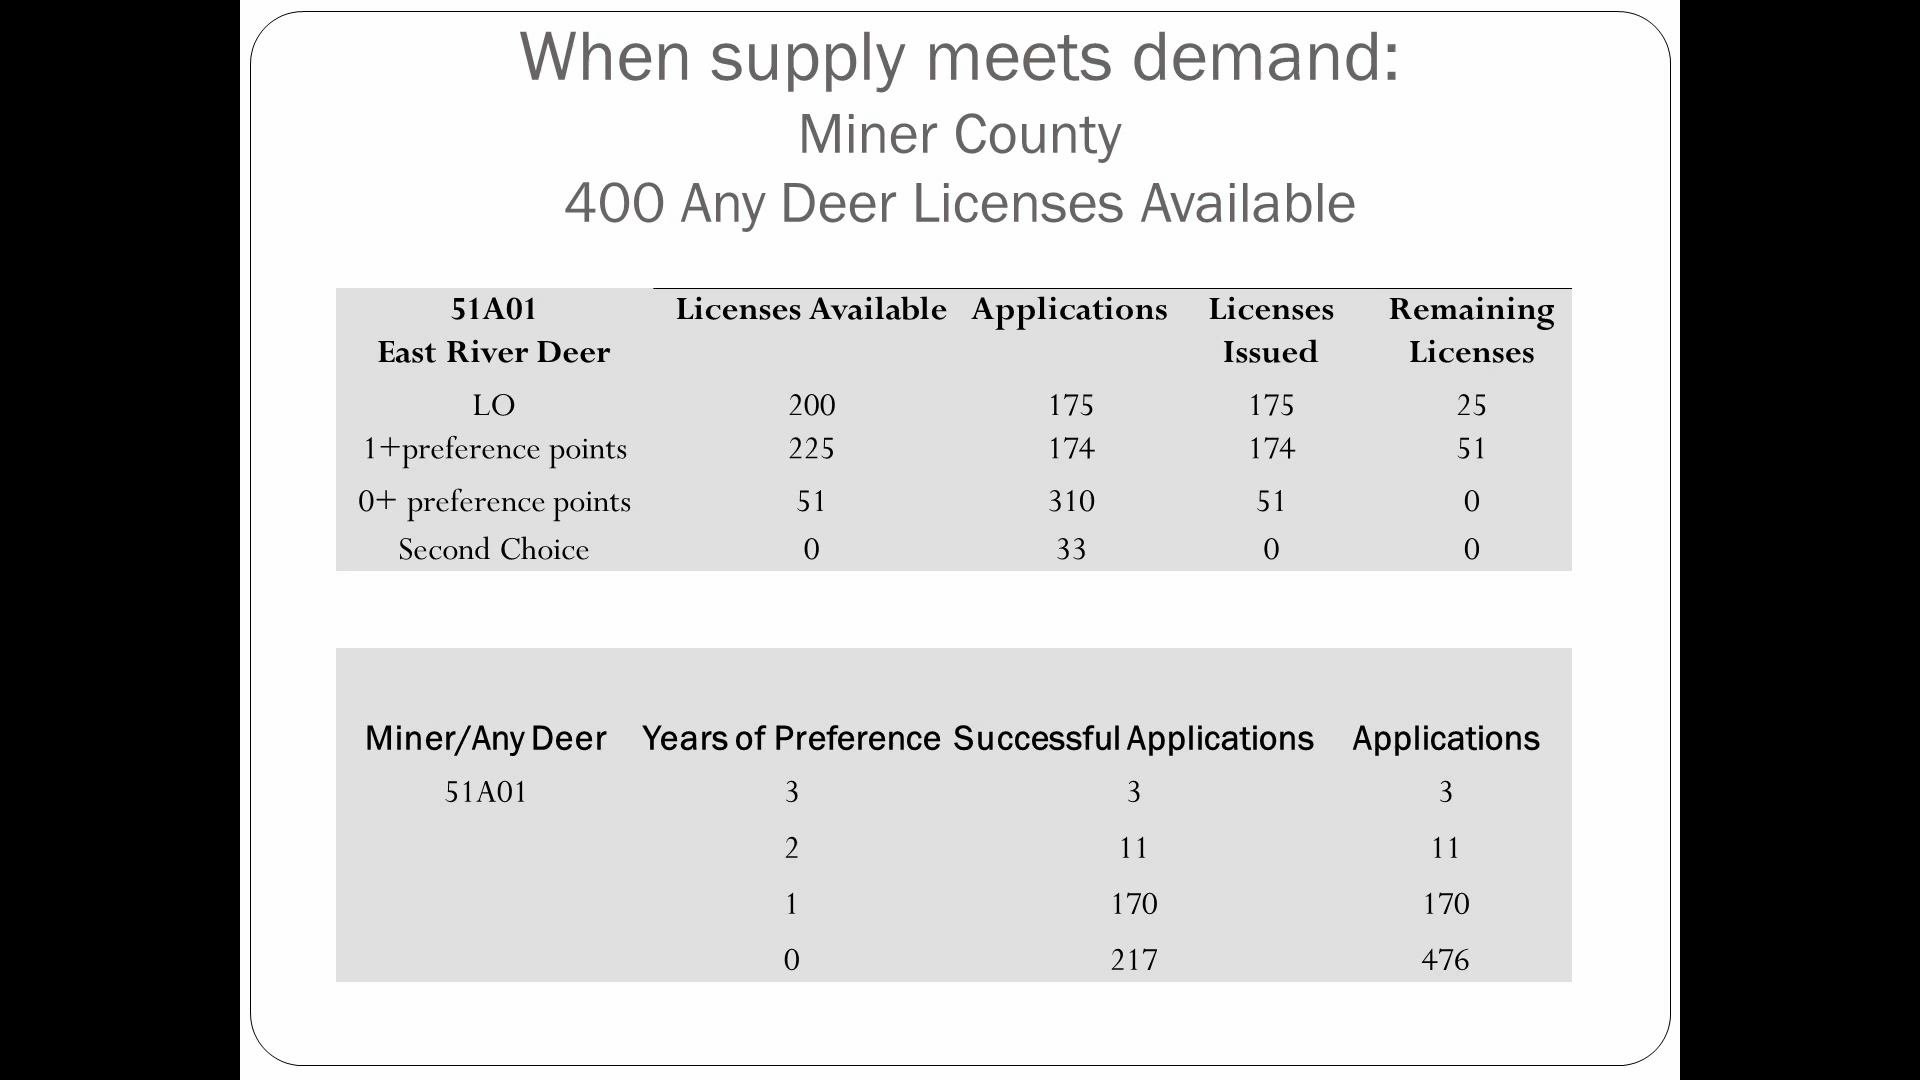 When supply meets demand:
Miner County
400 Any Deer Licenses Available
51A01 Licenses Available Applications Licenses Remaining
East River Deer Issued Licenses
LO 200 175 175 25
1+preference points 225 174 174 51
0+ preference points 51 310 51 0
Second Choice 0 33 0 0
Miner/Any Deer Years of Preference Successful Applications Applications
51A01 3 3 3
2 11 11
1 170 170
0 217 476